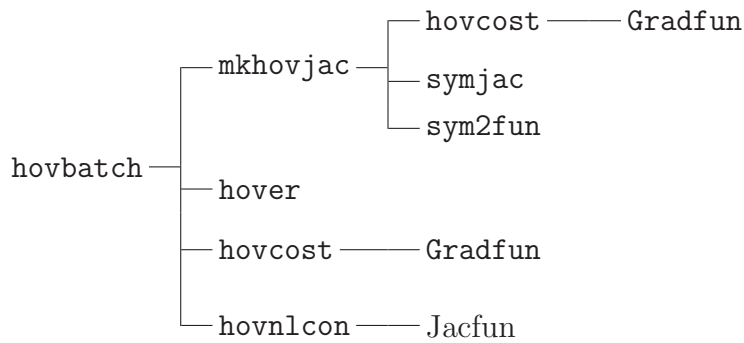 hovcost Gradfun
mkhovjac
symjac
sym2fun
hovbatch
hover
hovcost Gradfun
hovnlcon Jacfun